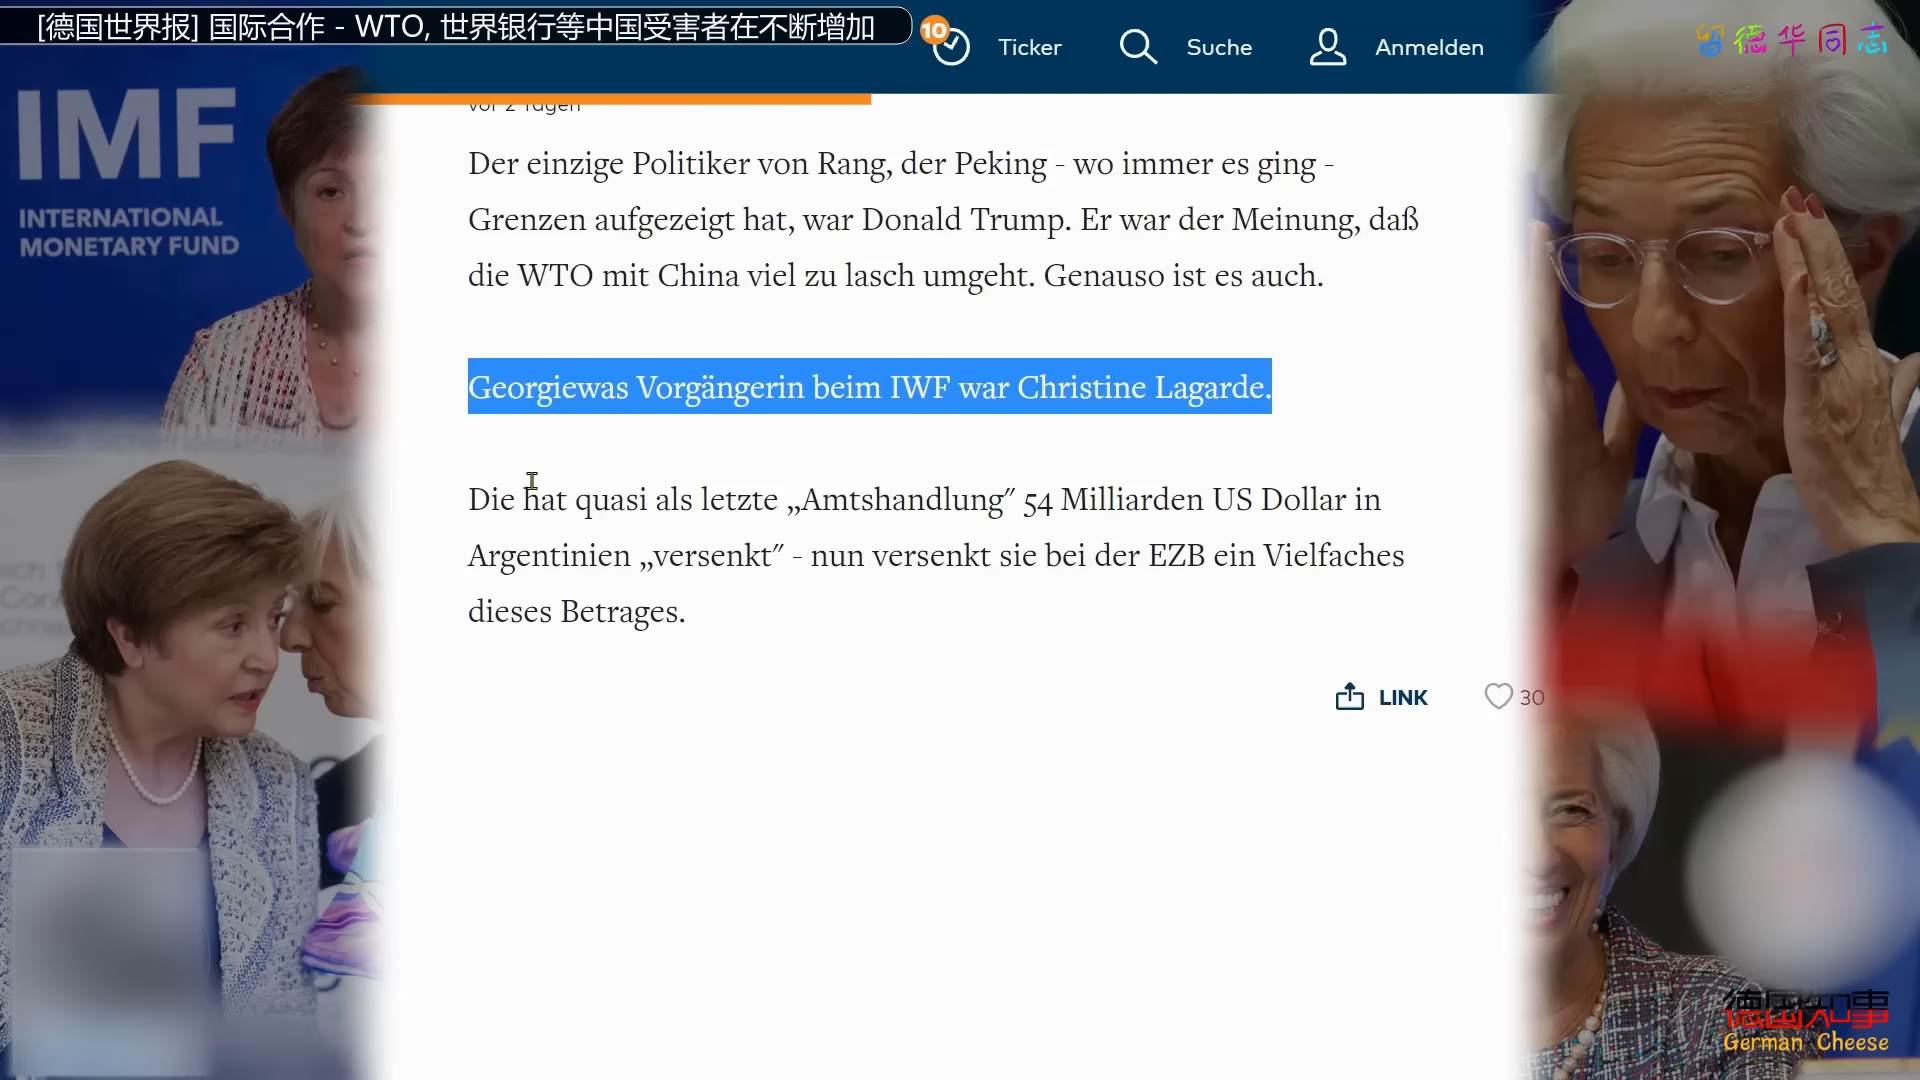 [德国世界报] 国际合作 - WTO, 世界银行等中国受害者在不断增加
10
Ticker
Suche
Anmelden
留德华同志
IMF
INTERNATIONAL
MONETARY FUND
vor 2 Tagen
Der einzige Politiker von Rang, der Peking - wo immer es ging -
Grenzen aufgezeigt hat, war Donald Trump. Er war der Meinung, daß
die WTO mit China viel zu lasch umgeht. Genauso ist es auch.
Georgiewas Vorgängerin beim IWF war Christine Lagarde.
Die hat quasi als letzte „Amtshandlung″ 54 Milliarden US Dollar in
Argentinien „versenkt″ - nun versenkt sie bei der EZB ein Vielfaches
dieses Betrages.
LINK
30
德国知事
German Cheese